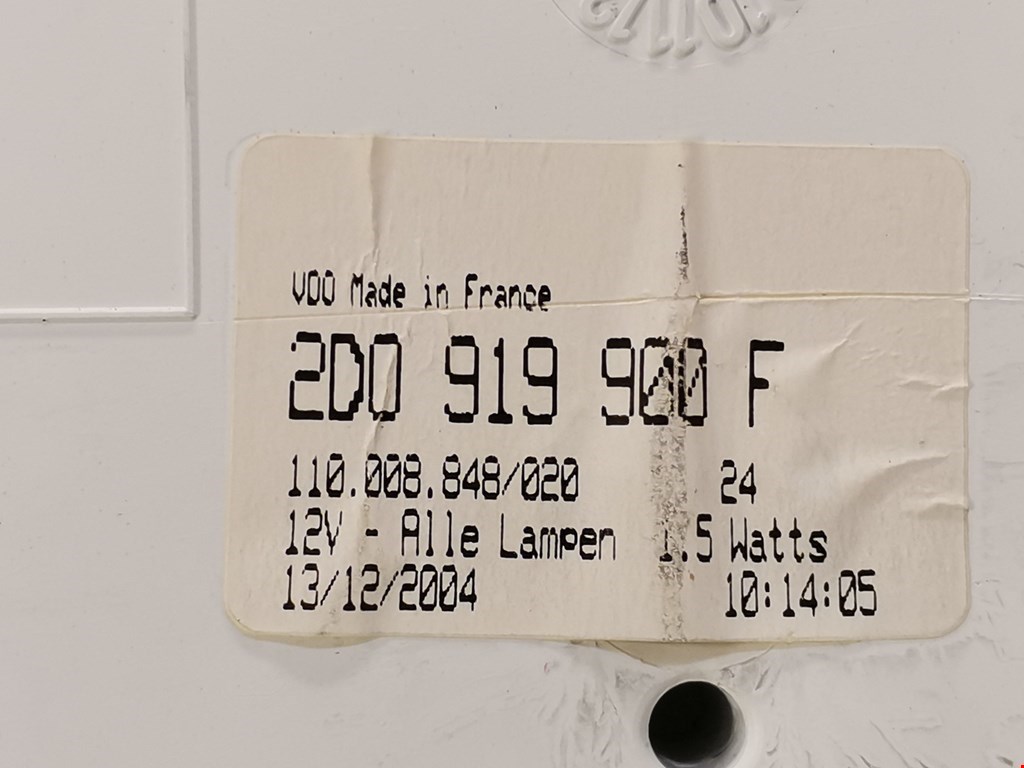 VDO Made in France
2D0 919 900 F
110.008.848/020 24
12V - Alle Lampen 1.5 Watts
13/12/2004 10:14:05